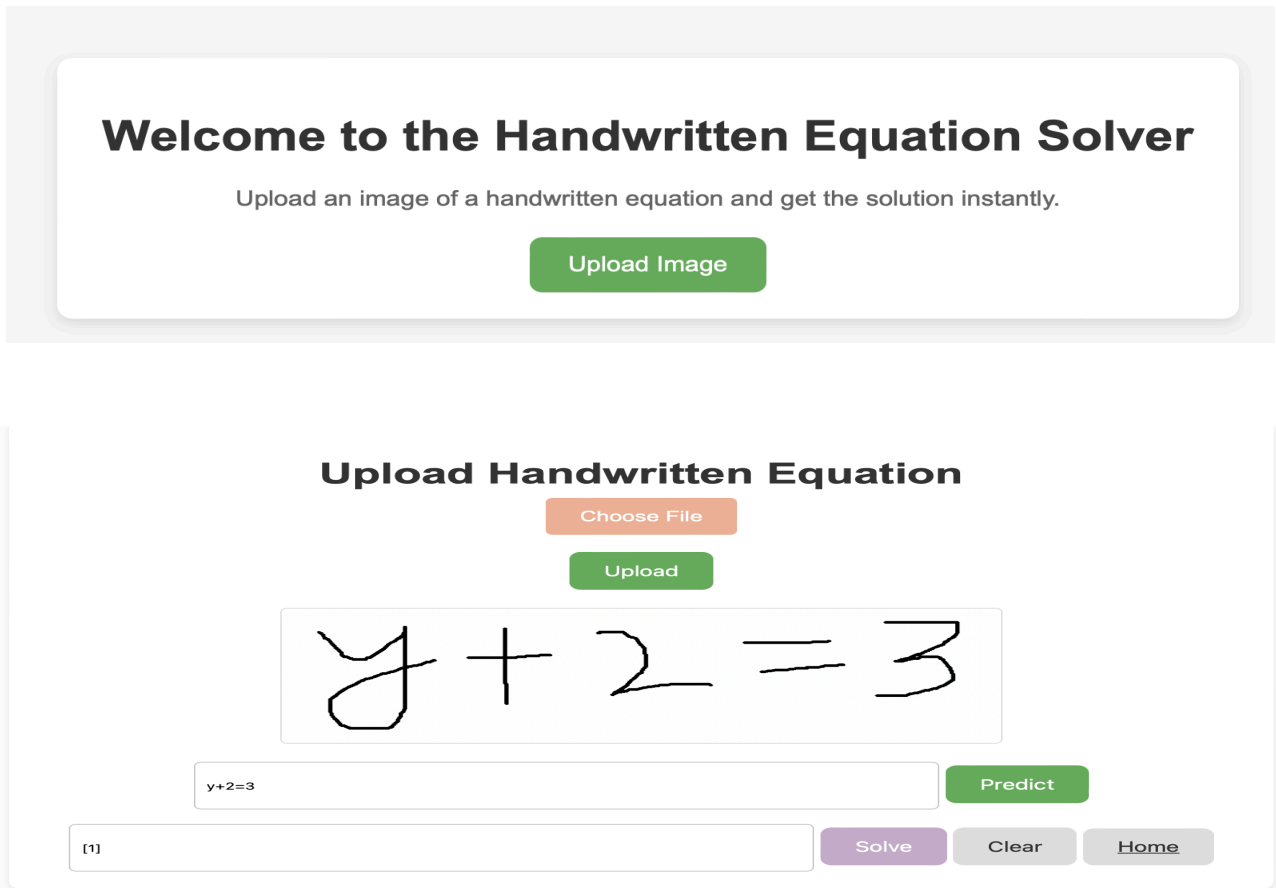 Welcome to the Handwritten Equation Solver
Upload an image of a handwritten equation and get the solution instantly.
Upload Image
Upload Handwritten Equation
Choose File
Upload
y + 2 = 3
y+2=3 Predict
[1] Solve Clear Home